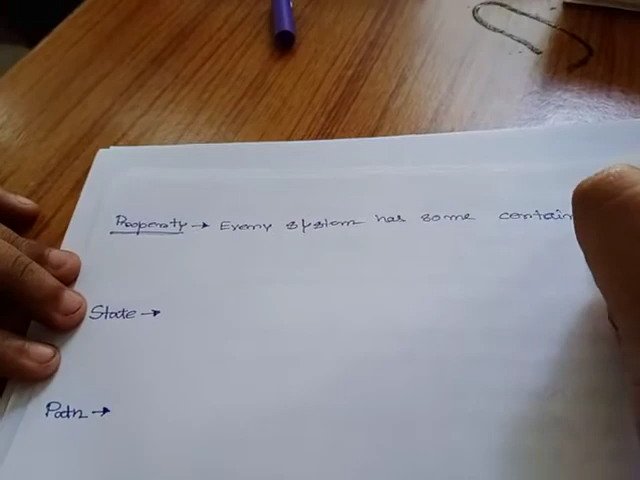 Property → Every system has some contain
State →
Path →